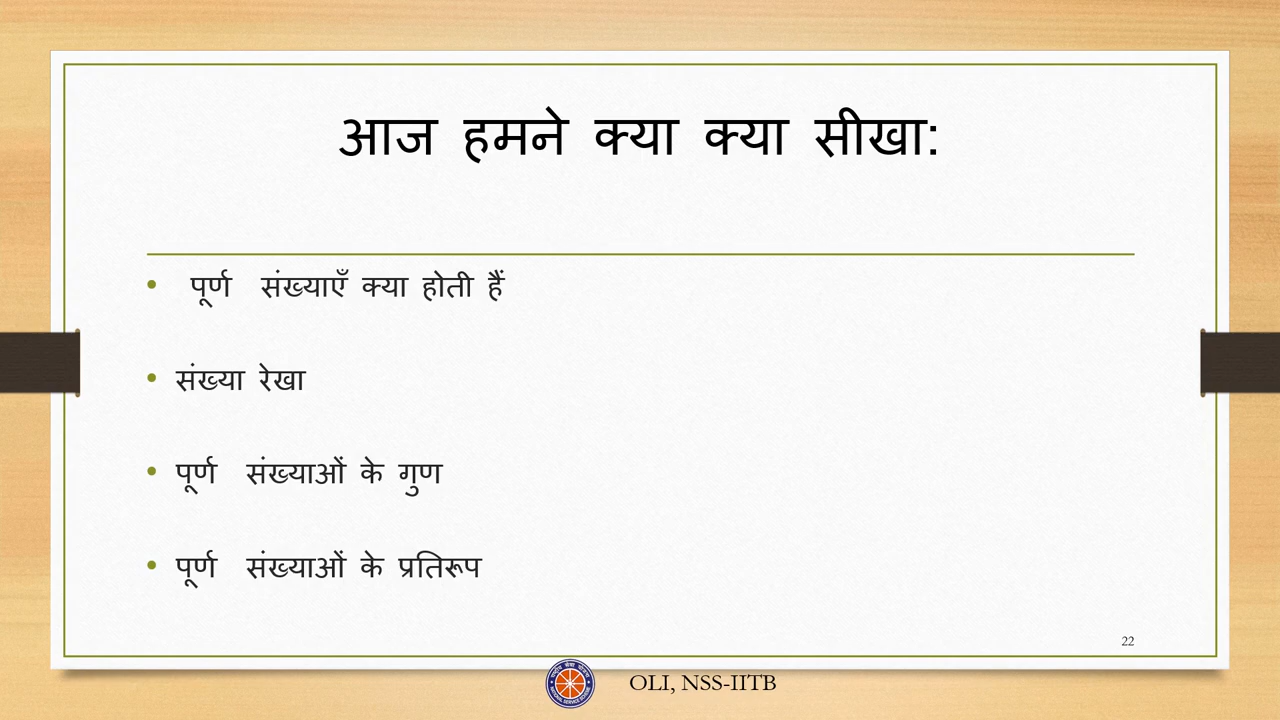 आज हमने क्या क्या सीखा:
• पूर्ण संख्याएँ क्या होती हैं
• संख्या रेखा
• पूर्ण संख्याओं के गुण
• पूर्ण संख्याओं के प्रतिरूप
22
OLI, NSS-IITB